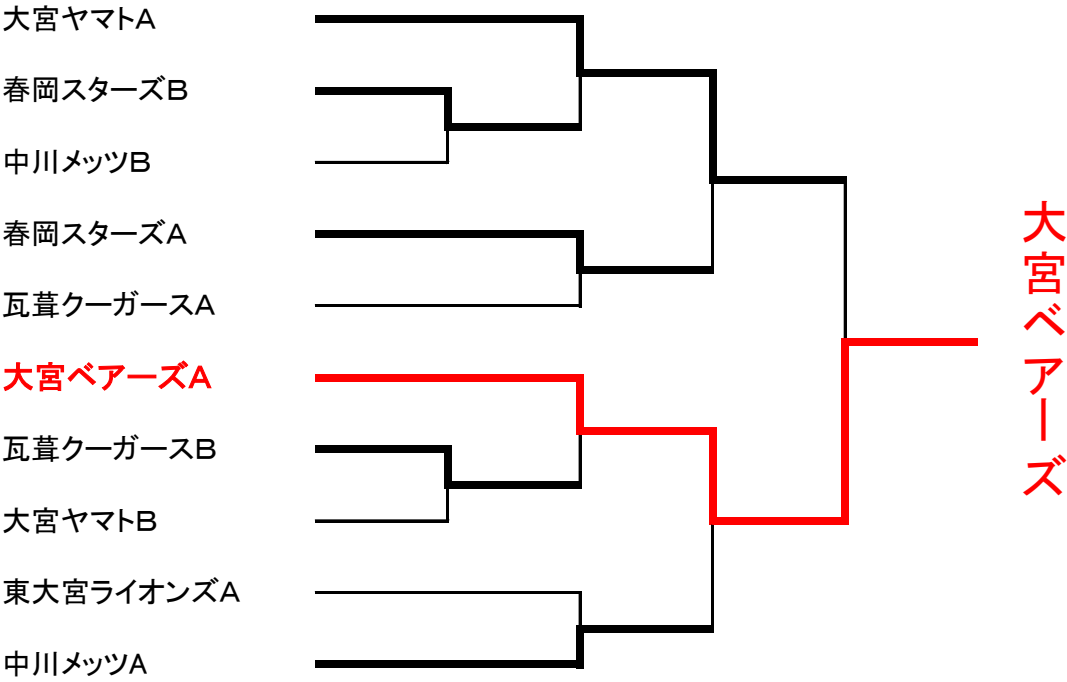 大宮ヤマトA
春岡スターズB
中川メッツB
春岡スターズA
瓦葺クーガースA
大宮ベアーズA
瓦葺クーガースB
大宮ヤマトB
東大宮ライオンズA
中川メッツA
大宮ベアーズ